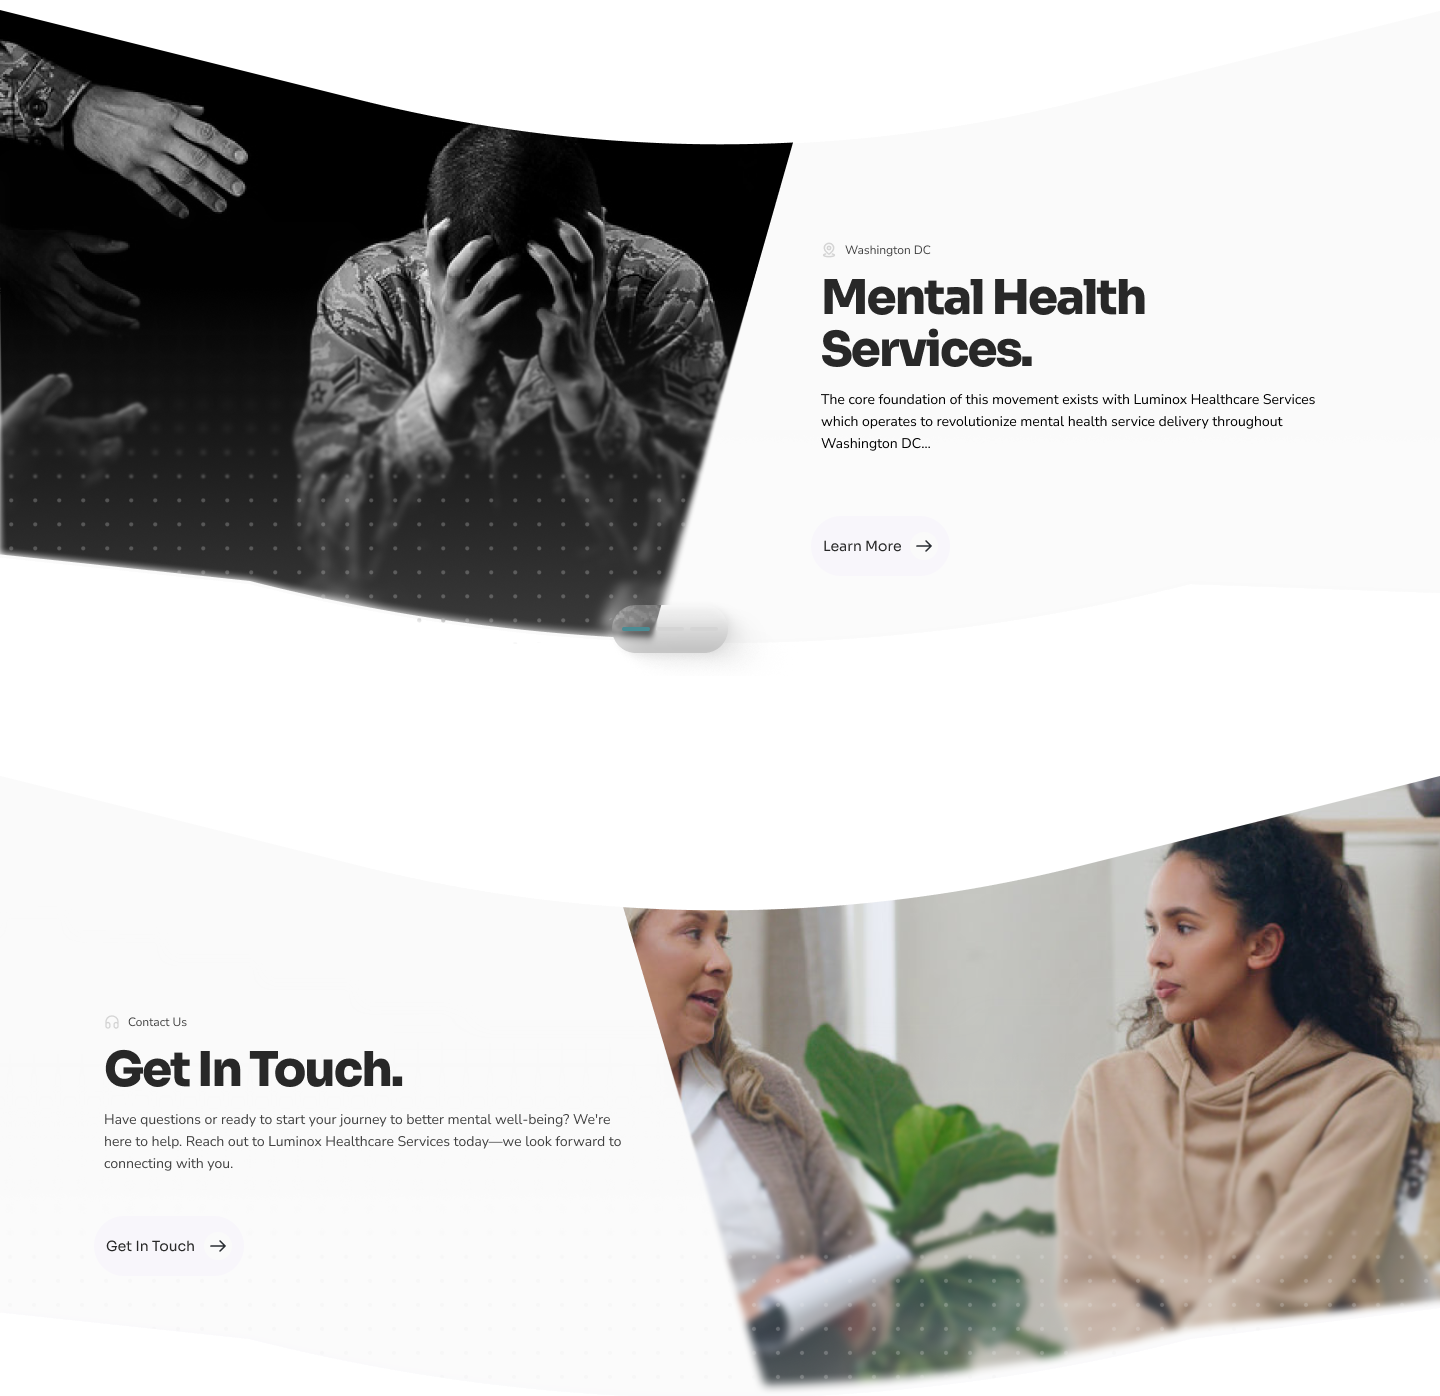 Washington DC
Mental Health
Services.
The core foundation of this movement exists with Luminox Healthcare Services
which operates to revolutionize mental health service delivery throughout
Washington DC...
Learn More
Contact Us
Get In Touch.
Have questions or ready to start your journey to better mental well-being? We're
here to help. Reach out to Luminox Healthcare Services today—we look forward to
connecting with you.
Get In Touch